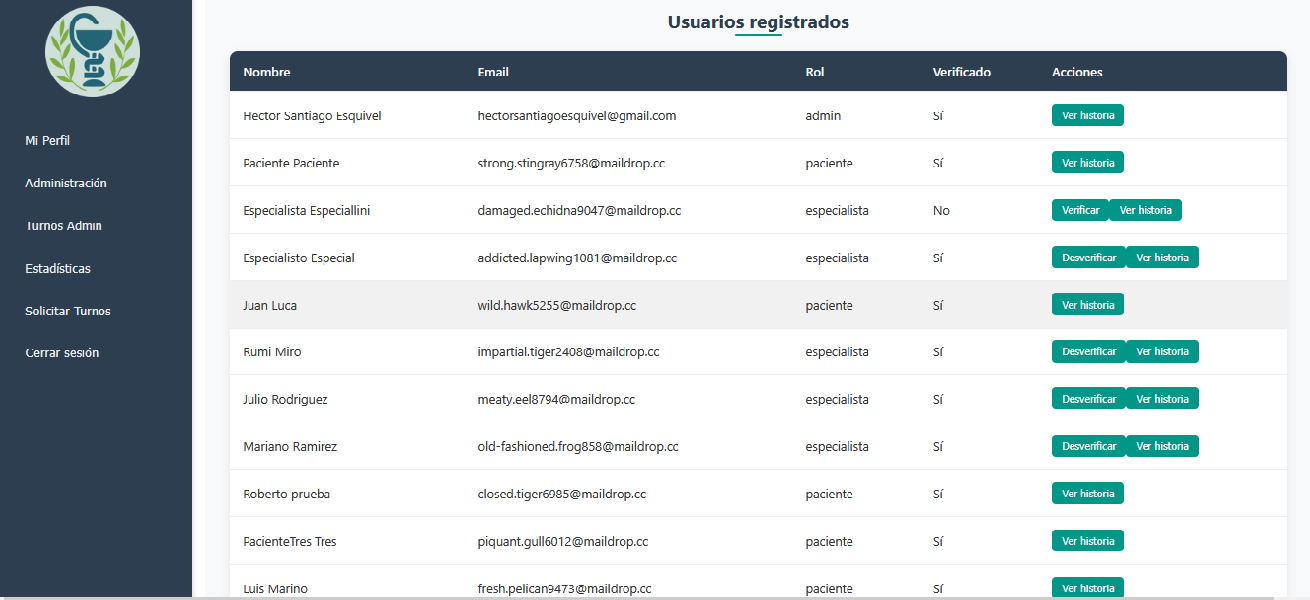 Usuarios registrados
Nombre Email Rol Verificado Acciones
Hector Santiago Esquivel hectorsantiagoesquivel@gmail.com admin Sí Ver historia
Paciente Paciente strong.stingray6758@maildrop.cc paciente Sí Ver historia
Especialista Especiallini damaged.echidna9047@maildrop.cc especialista No Verificar Ver historia
Especialisto Especial addicted.lapwing1081@maildrop.cc especialista Sí Desverificar Ver historia
Juan Luca wild.hawk5255@maildrop.cc paciente Sí Ver historia
Rumi Miro impartial.tiger2408@maildrop.cc especialista Sí Desverificar Ver historia
Julio Rodriguez meaty.eel8794@maildrop.cc especialista Sí Desverificar Ver historia
Mariano Ramirez old-fashioned.frog858@maildrop.cc especialista Sí Desverificar Ver historia
Roberto prueba closed.tiger6985@maildrop.cc paciente Sí Ver historia
PacienteTres Tres piquant.gull6012@maildrop.cc paciente Sí Ver historia
Luis Marino fresh.pelican9473@maildrop.cc paciente Sí Ver historia
Mi Perfil
Administración
Turnos Admin
Estadísticas
Solicitar Turnos
Cerrar sesión